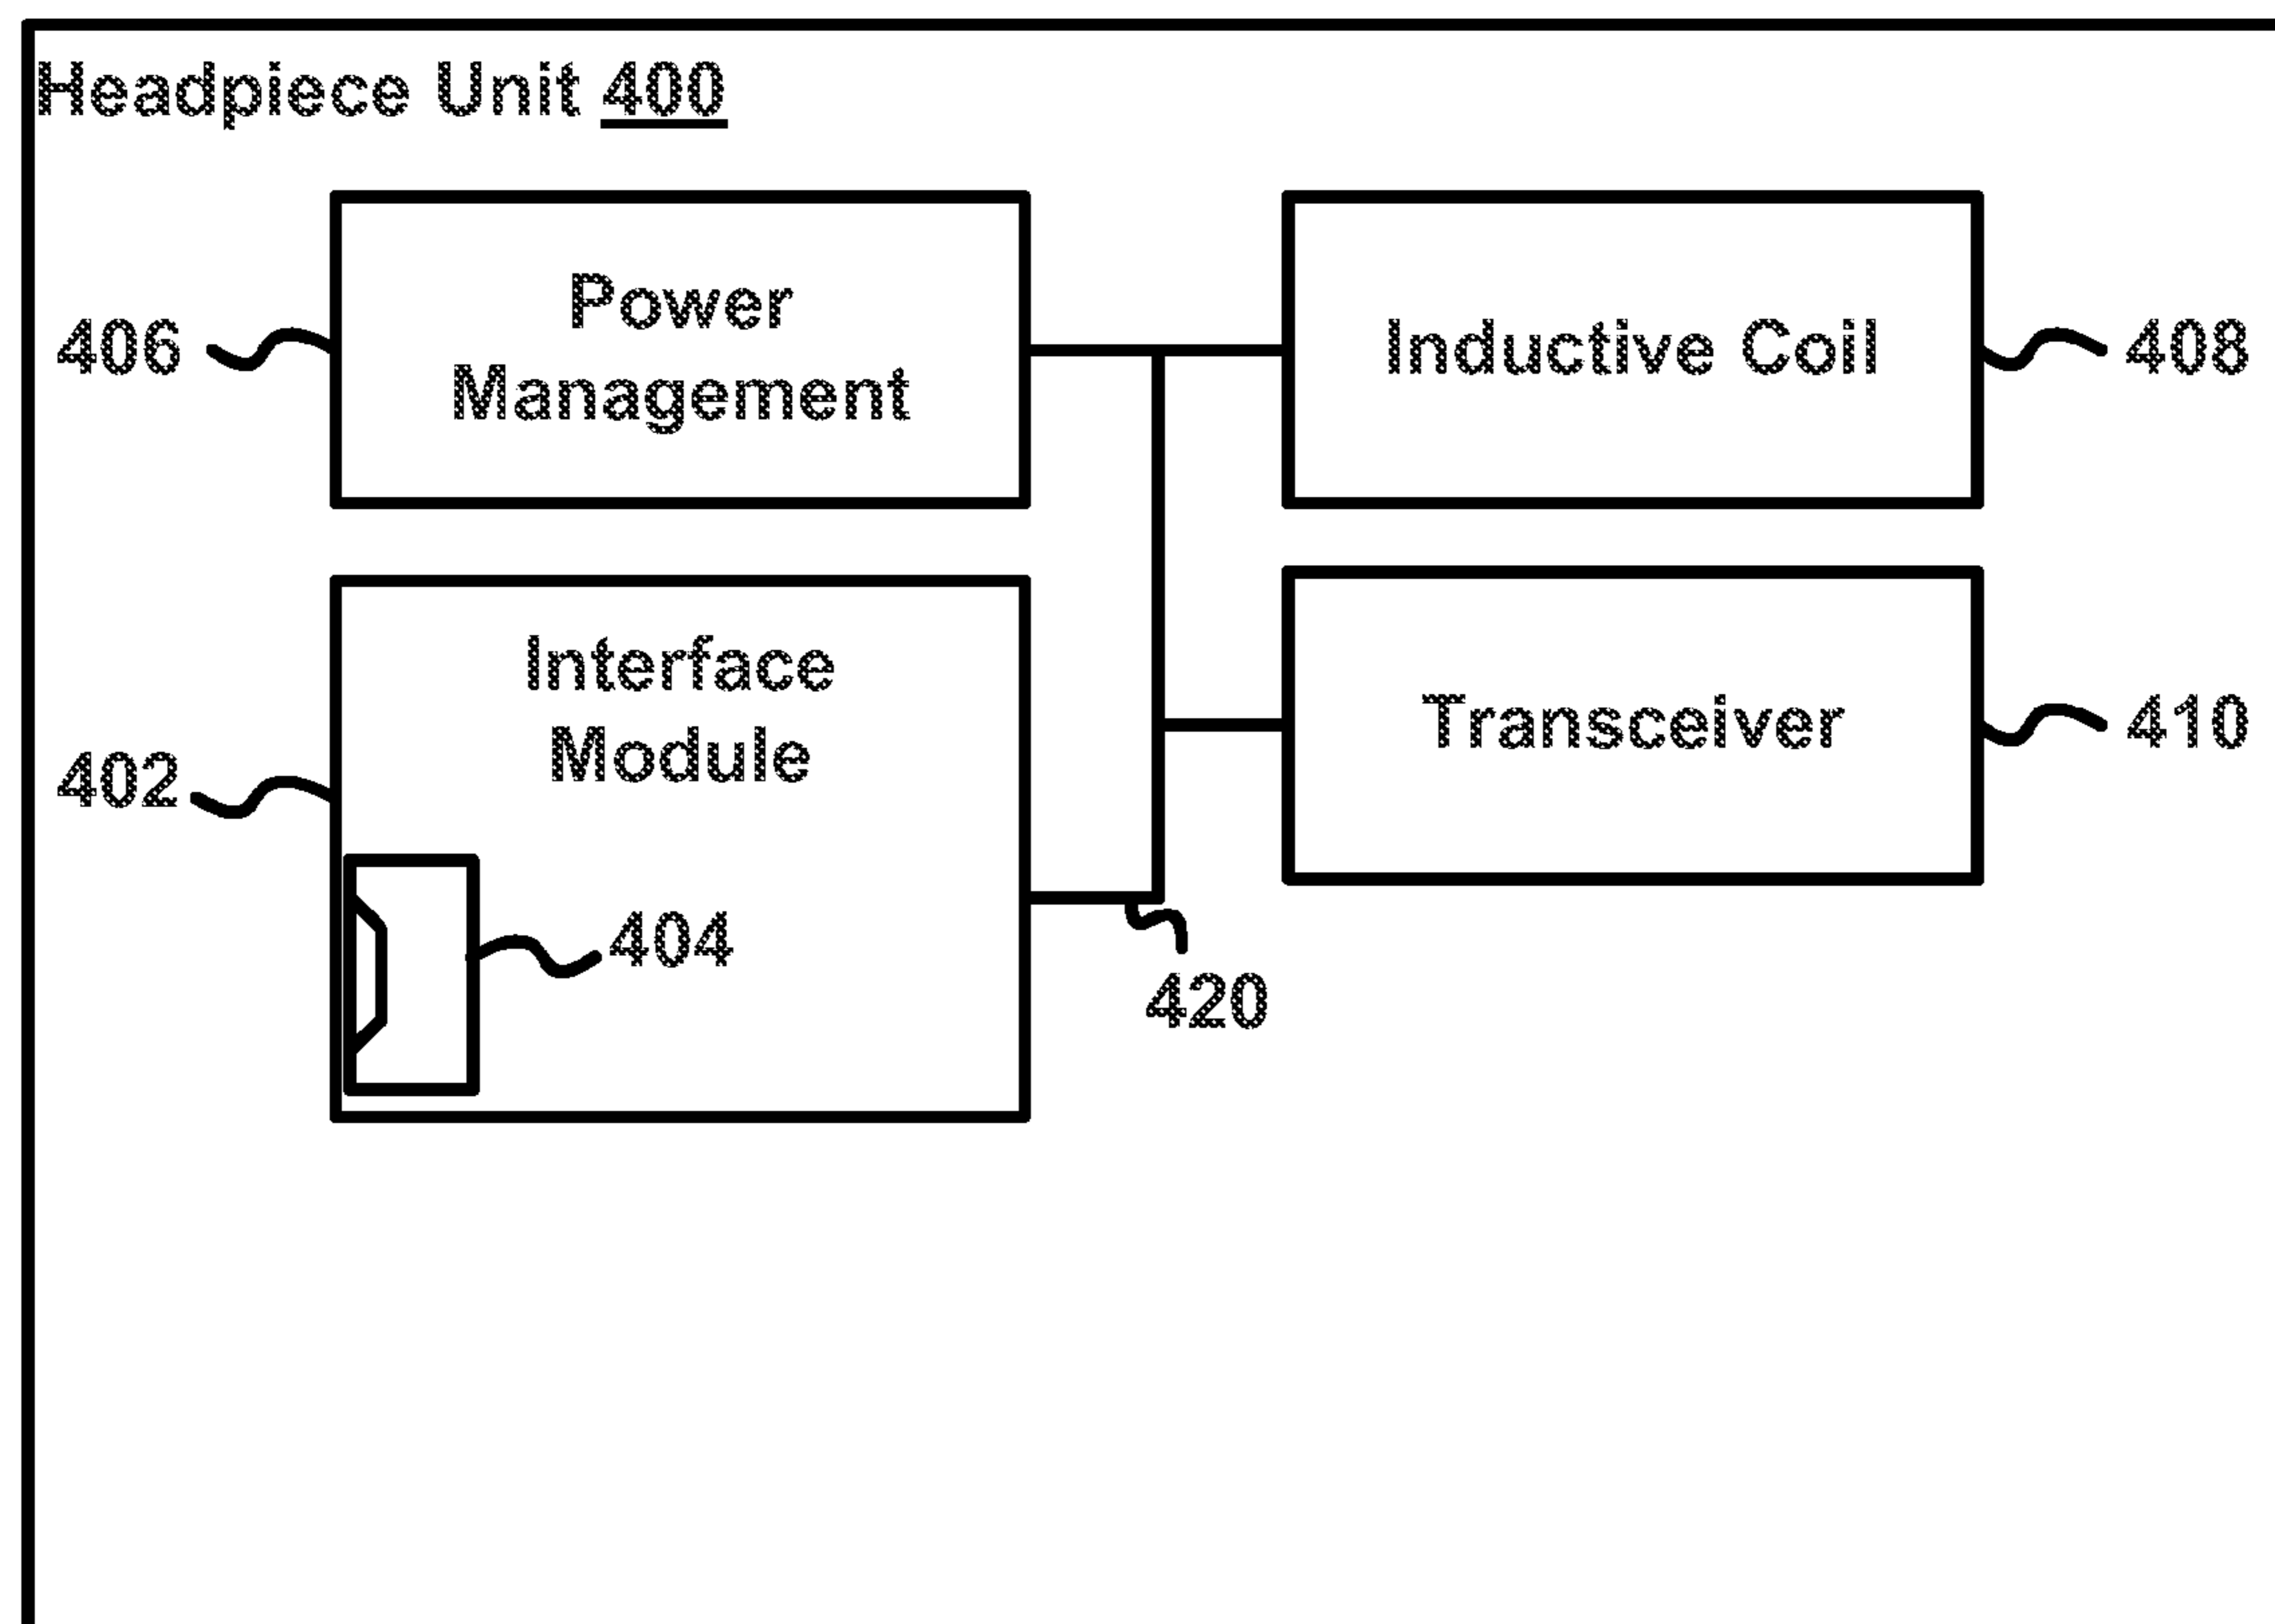 Headpiece Unit 400
Power
Management
406
Inductive Coil
408
Interface
Module
402
404
Transceiver
410
420